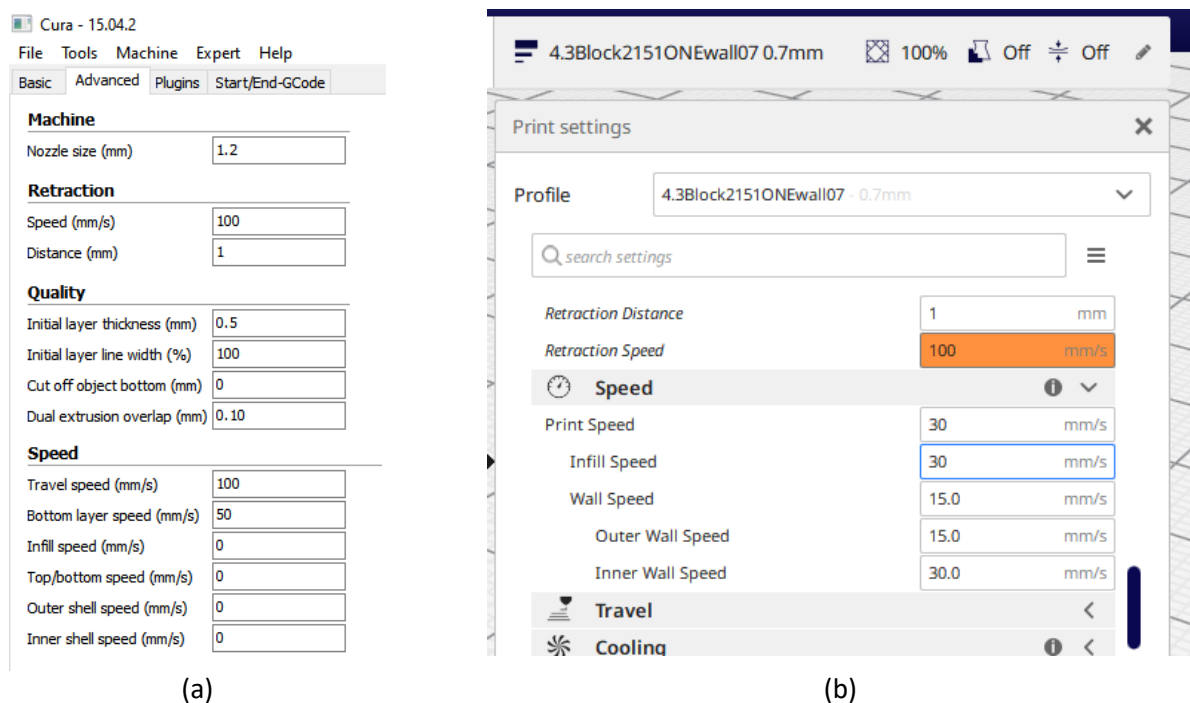 Cura - 15.04.2
File Tools Machine Expert Help
Basic Advanced Plugins Start/End-GCode
Machine
Nozzle size (mm) 1.2
Retraction
Speed (mm/s) 100
Distance (mm) 1
Quality
Initial layer thickness (mm) 0.5
Initial layer line width (%) 100
Cut off object bottom (mm) 0
Dual extrusion overlap (mm) 0.10
Speed
Travel speed (mm/s) 100
Bottom layer speed (mm/s) 50
Infill speed (mm/s) 0
Top/bottom speed (mm/s) 0
Outer shell speed (mm/s) 0
Inner shell speed (mm/s) 0
(a)
4.3Block2151ONEwall07 0.7mm 100% Off Off
Print settings
Profile 4.3Block2151ONEwall07 - 0.7mm
search settings
Retraction Distance 1 mm
Retraction Speed 100 mm/s
Speed
Print Speed 30 mm/s
Infill Speed 30 mm/s
Wall Speed 15.0 mm/s
Outer Wall Speed 15.0 mm/s
Inner Wall Speed 30.0 mm/s
Travel
Cooling
(b)